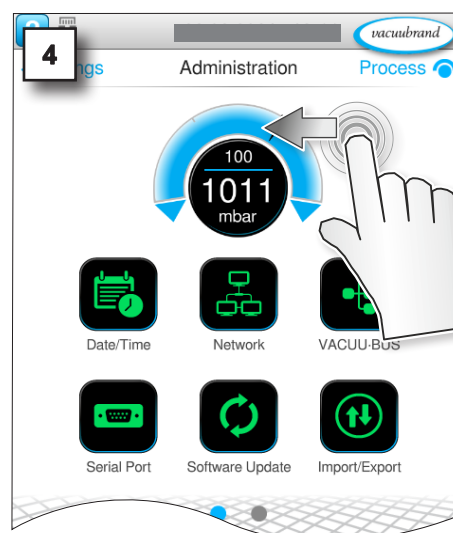 4
vacuubrand
ngs
Administration
Process
100
1011
mbar
Date/Time
Network
VACUU·BUS
Serial Port
Software Update
Import/Export